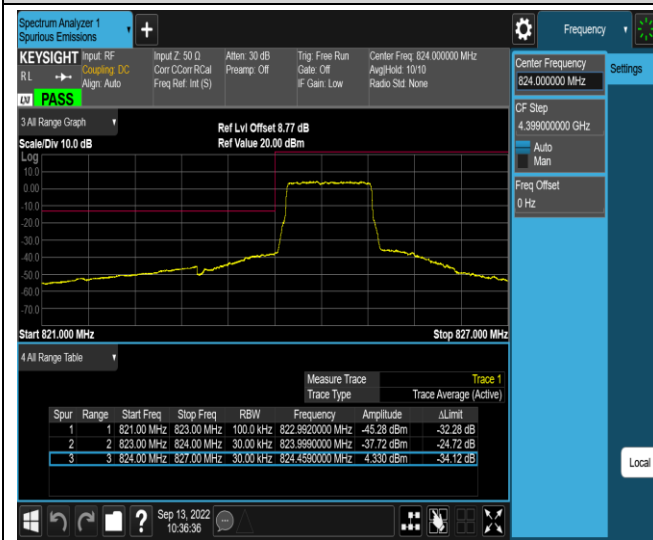 Spectrum Analyzer 1
Spurious Emissions
Frequency
KEYSIGHT
Input: RF
Coupling: DC
Align: Auto
R L
LXI
PASS
Input Z: 50 Ω
Corr CCorr RCal
Freq Ref: Int (S)
Atten: 30 dB
Preamp: Off
Trig: Free Run
Gate: Off
IF Gain: Low
Center Freq: 824.000000 MHz
Avg|Hold: 10/10
Radio Std: None
Center Frequency
824.000000 MHz
Settings
CF Step
4.399000000 GHz
Auto
Man
Freq Offset
0 Hz
3 All Range Graph
Scale/Div 10.0 dB
Ref Lvl Offset 8.77 dB
Ref Value 20.00 dBm
Log
10.0
0.00
-10.0
-20.0
-30.0
-40.0
-50.0
-60.0
-70.0
Start 821.000 MHz
Stop 827.000 MHz
4 All Range Table
Measure Trace Trace 1
Trace Type Trace Average (Active)
Spur Range Start Freq Stop Freq RBW Frequency Amplitude ΔLimit
1 1 821.00 MHz 823.00 MHz 100.0 kHz 822.9920000 MHz -45.28 dBm -32.28 dB
2 2 823.00 MHz 824.00 MHz 30.00 kHz 823.9990000 MHz -37.72 dBm -24.72 dB
3 3 824.00 MHz 827.00 MHz 30.00 kHz 824.4590000 MHz 4.330 dBm -34.12 dB
Local
Sep 13, 2022
10:36:36